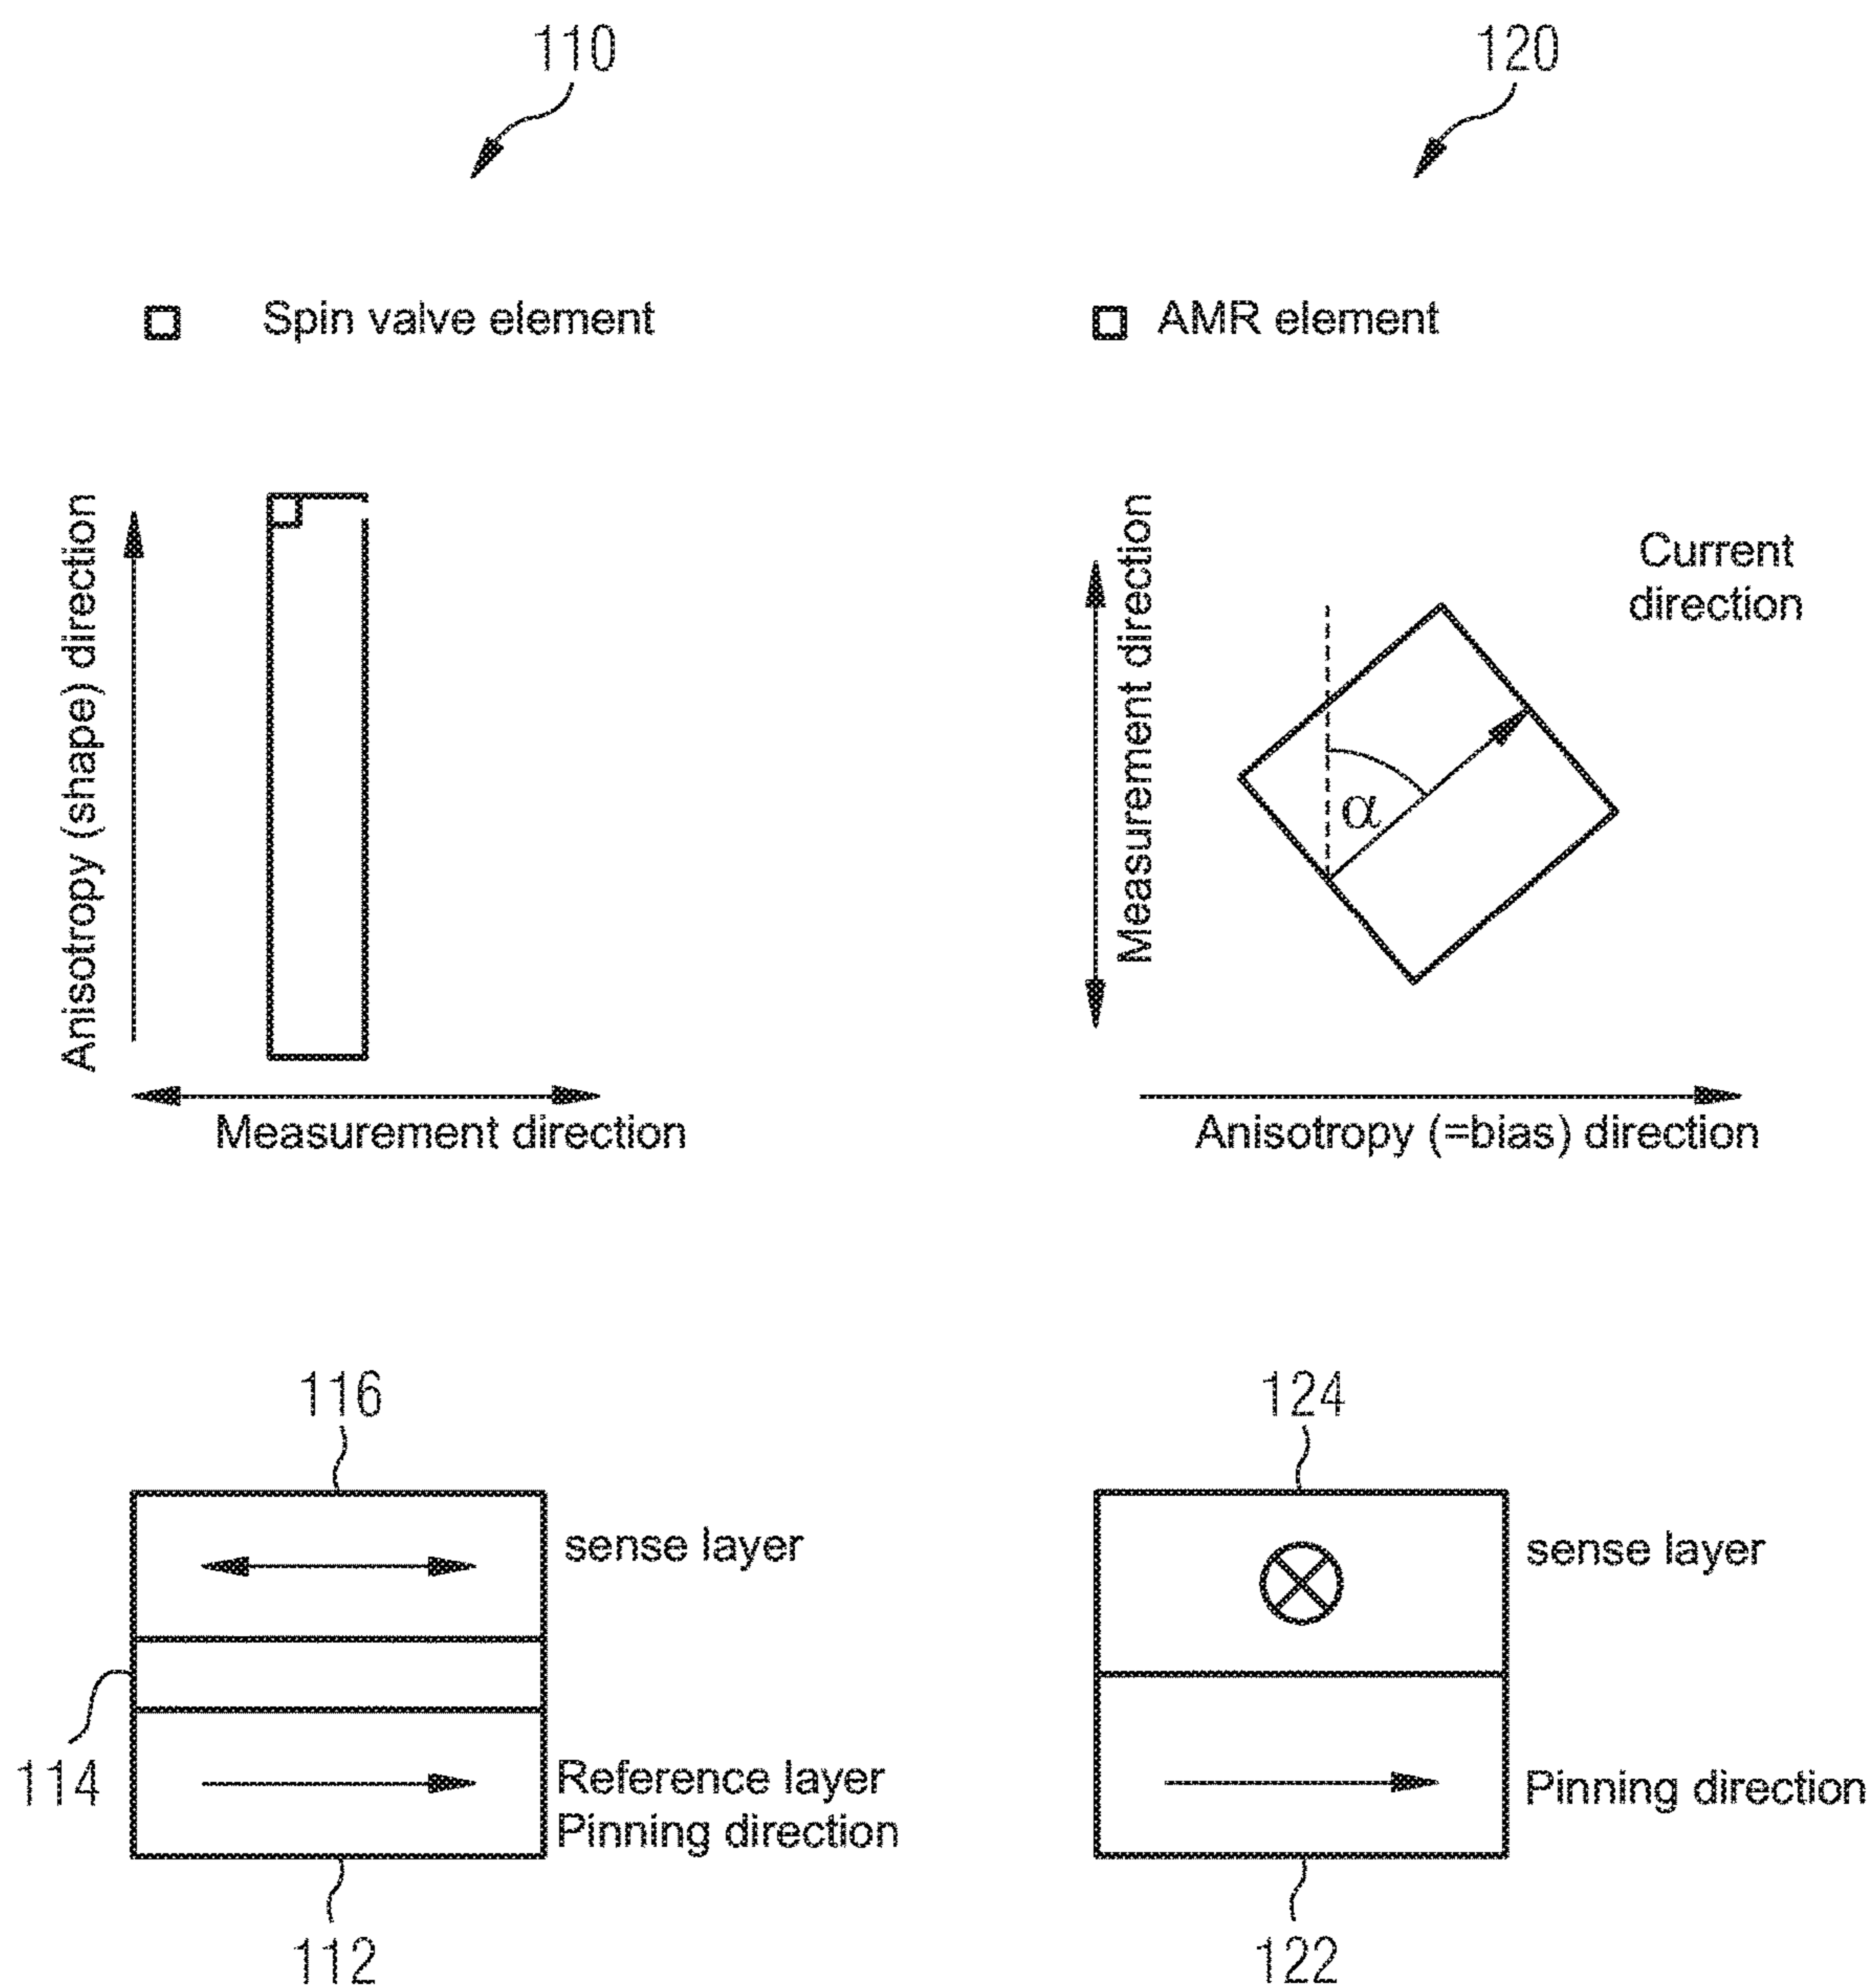 110
120
Spin valve element
AMR element
Anisotropy (shape) direction
Measurement direction
Measurement direction
Current
direction
α
Anisotropy (=bias) direction
116
sense layer
114
Reference layer
Pinning direction
112
124
sense layer
Pinning direction
122